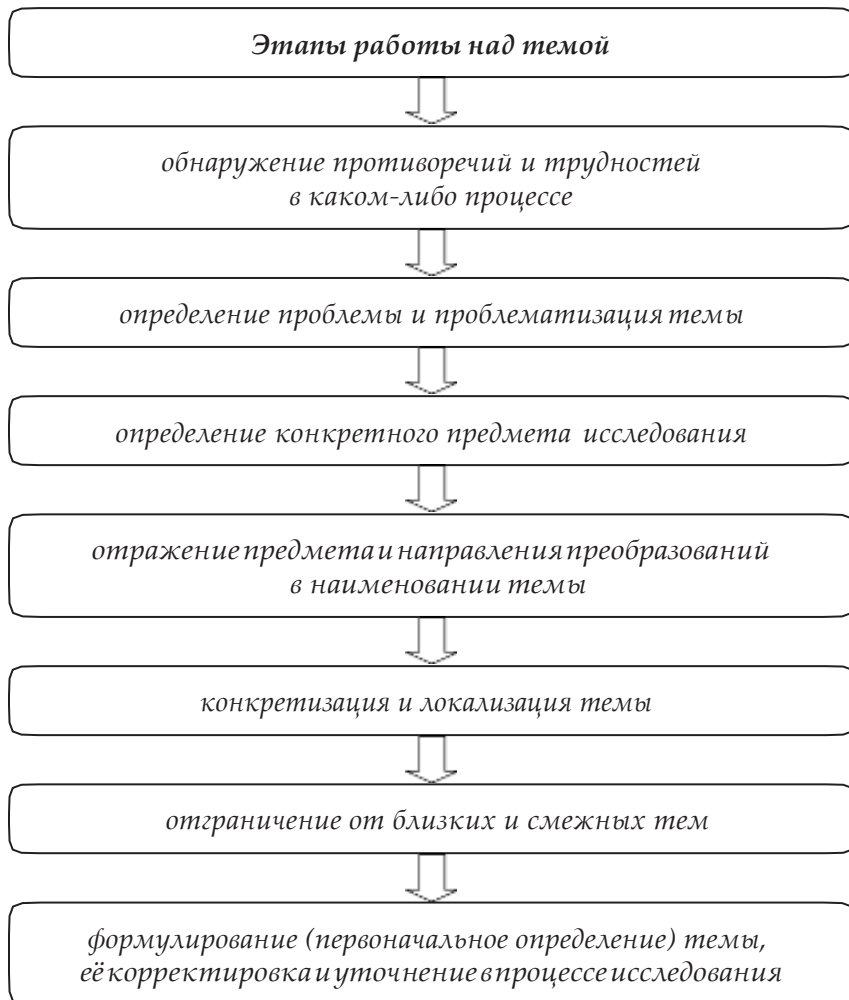 Этапы работы над темой
обнаружение противоречий и трудностей
в каком-либо процессе
определение проблемы и проблематизация темы
определение конкретного предмета исследования
отражение предмета и направления преобразований
в наименовании темы
конкретизация и локализация темы
отграничение от близких и смежных тем
формулирование (первоначальное определение) темы,
её корректировка и уточнение в процессе исследования